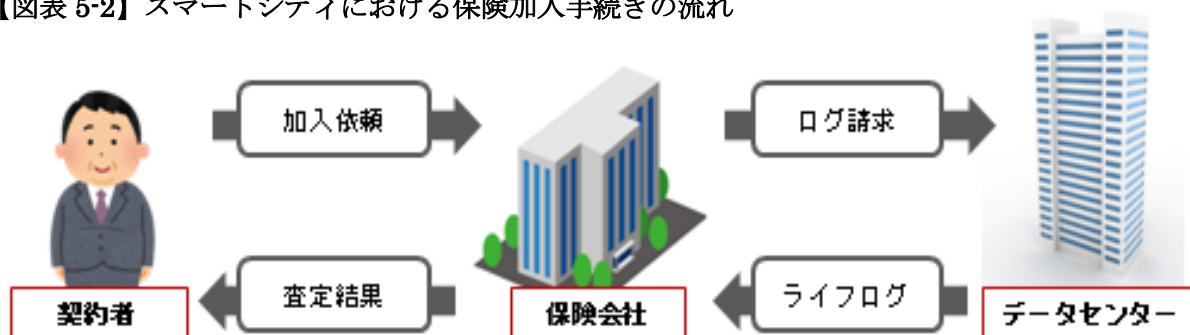 【図表 5-2】スマートシティにおける保険加入手続きの流れ
加入依頼
ログ請求
査定結果
ライフログ
契約者
保険会社
データセンター